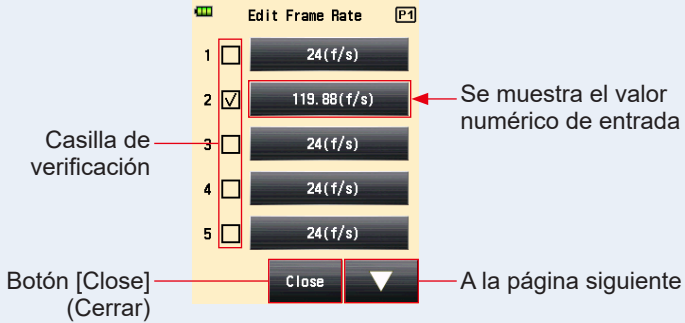 Edit Frame Rate P1
1 24(f/s)
2 119.88(f/s)
3 24(f/s)
4 24(f/s)
5 24(f/s)
Close
Se muestra el valor
numérico de entrada
Casilla de
verificación
Botón [Close]
(Cerrar)
A la página siguiente